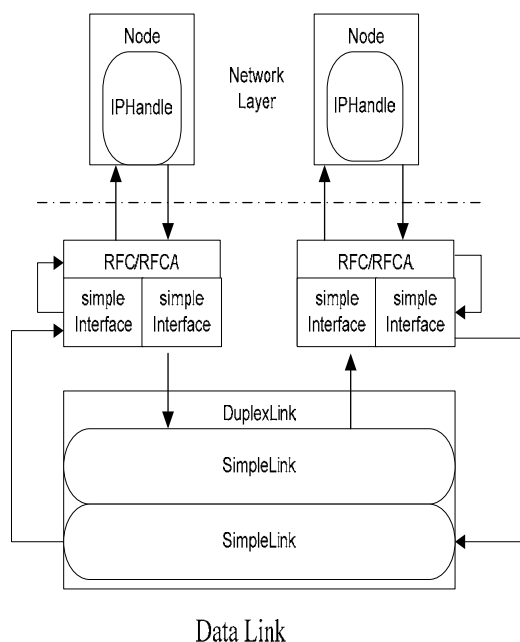 Node
Node
IPHandle
Network
Layer
IPHandle
RFC/RFCA
RFC/RFCA
simple
Interface
simple
Interface
simple
Interface
simple
Interface
DuplexLink
SimpleLink
SimpleLink
Data Link